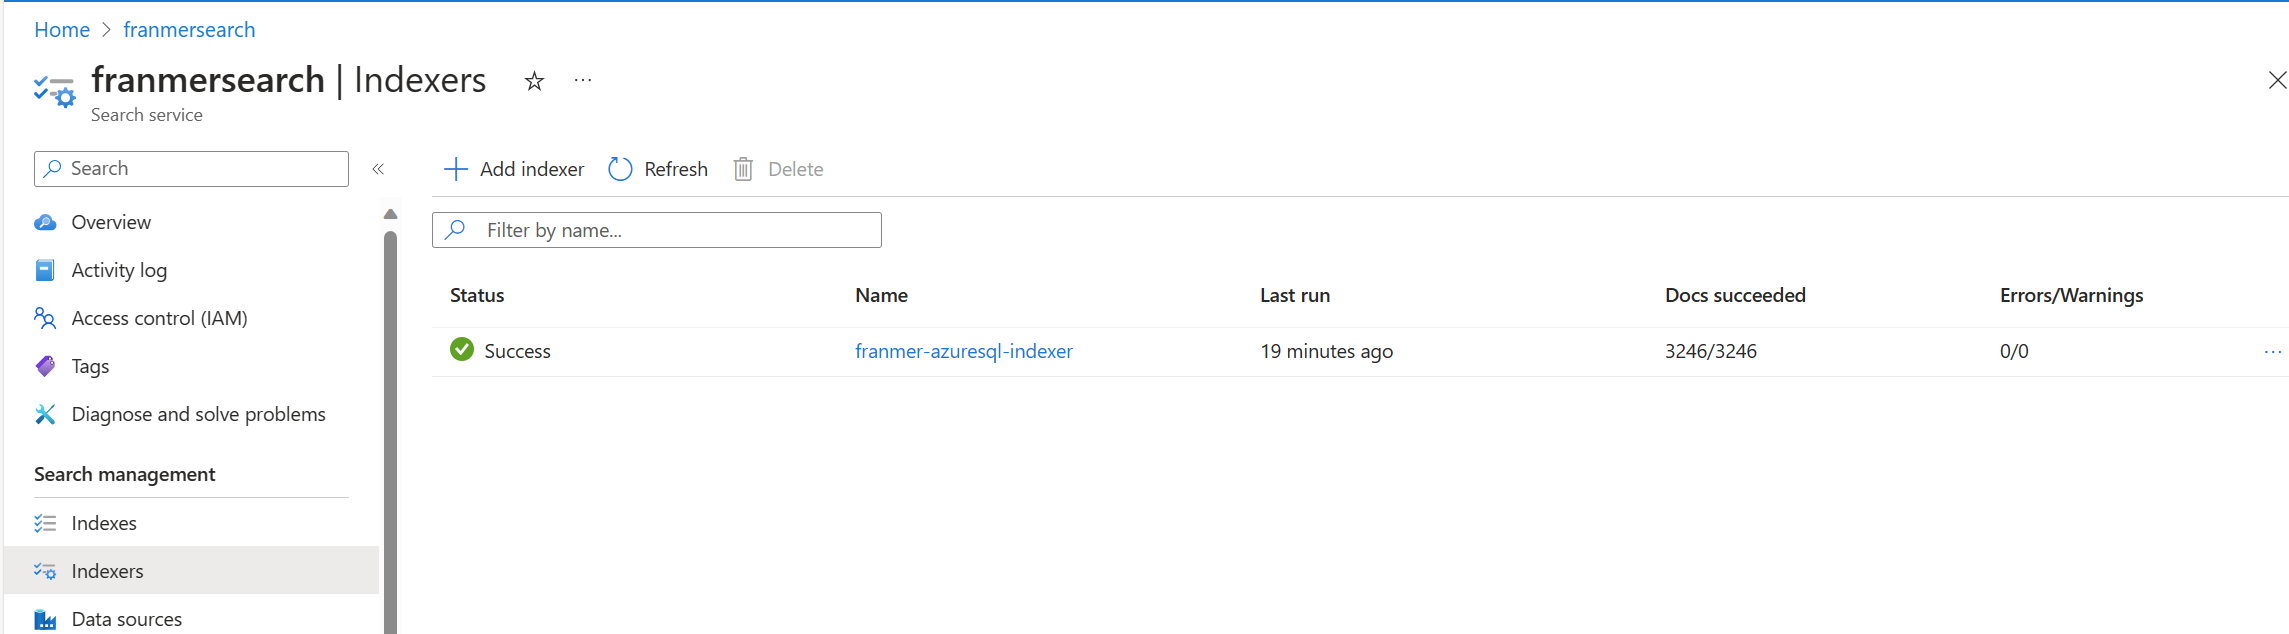 Home > franmersearch
franmersearch | Indexers ☆ ...
Search service
Search «
Overview
Activity log
Access control (IAM)
Tags
Diagnose and solve problems
Search management
Indexes
Indexers
Data sources
Add indexer Refresh Delete
Filter by name...
Status Name Last run Docs succeeded Errors/Warnings
Success franmer-azuresql-indexer 19 minutes ago 3246/3246 0/0 ...